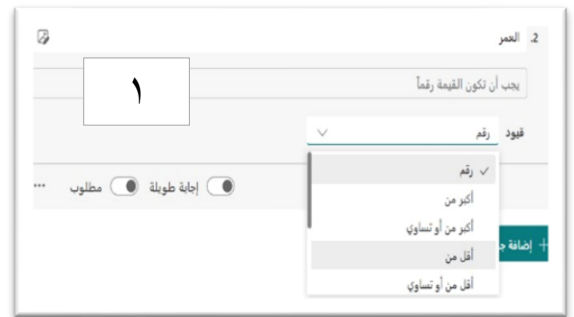 2. العمر
١
يجب أن تكون القيمة رقماً
قيود رقم
رقم
أكبر من
إجابة طويلة مطلوب
أكبر من أو تساوي
+ إضافة
أقل من
أقل من أو تساوي